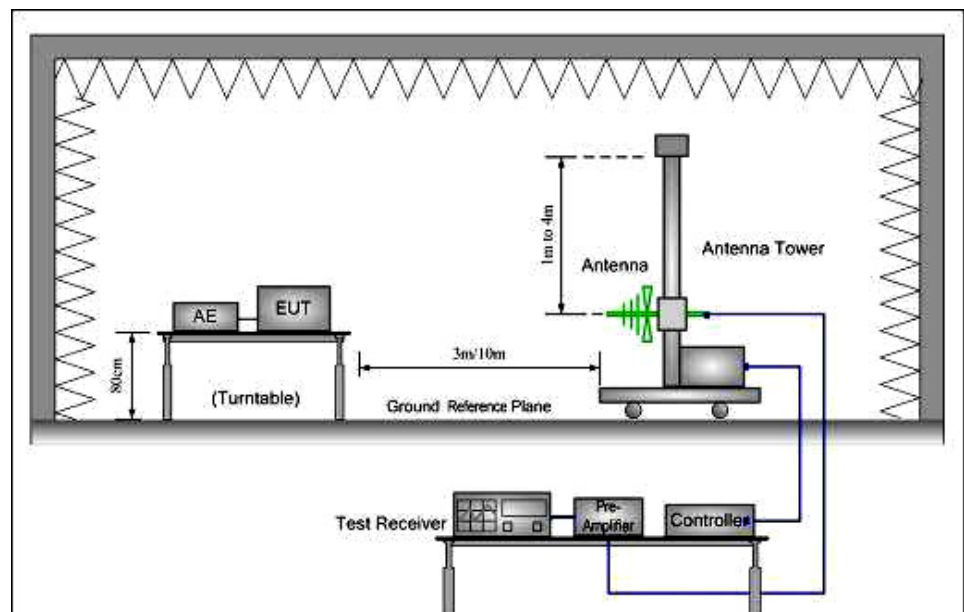 1m to 4m
Antenna
Antenna Tower
AE
EUT
80cm
(Turntable)
3m/10m
Ground Reference Plane
Test Receiver
Pre-
Amplifier
Controller